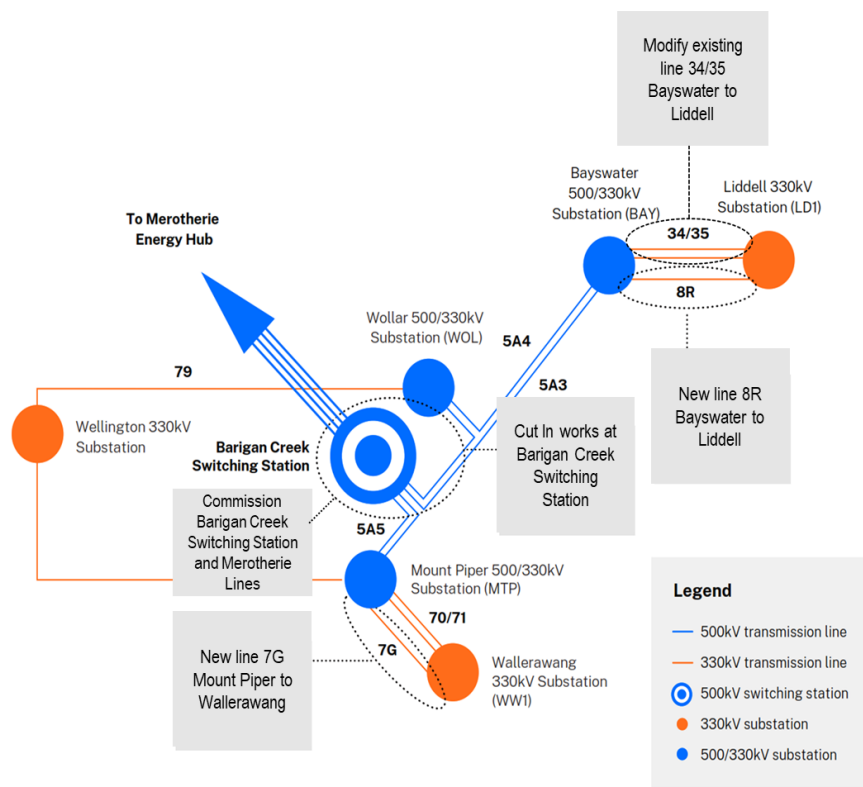 Modify existing
line 34/35
Bayswater to
Liddell
Bayswater
500/330kV
Substation (BAY)
Liddell 330kV
Substation (LD1)
34/35
8R
To Merotherie
Energy Hub
Wollar 500/330kV
Substation (WOL)
5A4
5A3
79
New line 8R
Bayswater to
Liddell
Wellington 330kV
Substation
Barigan Creek
Switching Station
Cut In works at
Barigan Creek
Switching
Station
Commission
Barigan Creek
Switching Station
and Merotherie
Lines
5A5
Mount Piper 500/330kV
Substation (MTP)
70/71
7G
New line 7G
Mount Piper to
Wallerawang
Wallerawang
330kV Substation
(WW1)
Legend
500kV transmission line
330kV transmission line
500kV switching station
330kV substation
500/330kV substation